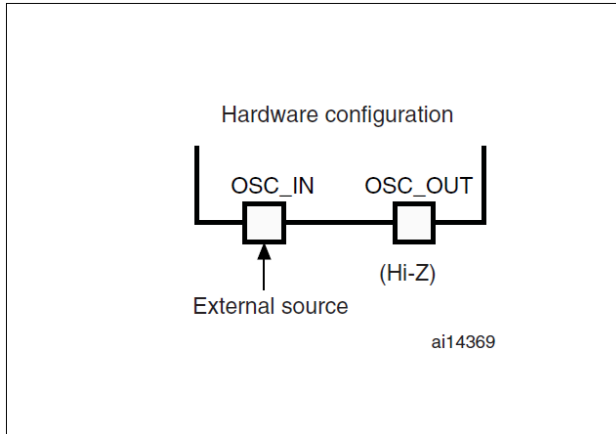 Hardware configuration
OSC_IN OSC_OUT
(Hi-Z)
External source
ai14369